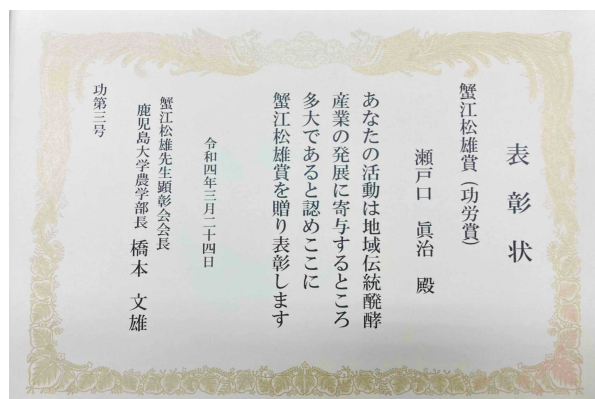 表彰状
蟹江松雄賞（功労賞）
瀬戸口　眞治　殿
あなたの活動は地域伝統醗酵
産業の発展に寄与するところ
多大であると認めここに
蟹江松雄賞を贈り表彰します
令和四年三月二十四日
蟹江松雄先生顕彰会会長
鹿児島大学農学部長　橋本　文雄
功第三号